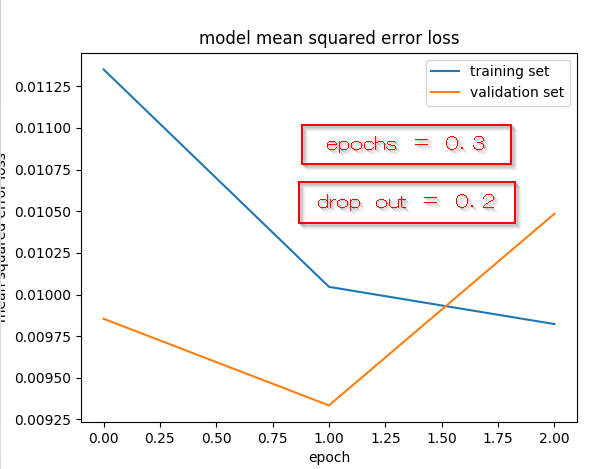 model mean squared error loss
training set
validation set
epochs = 0.3
drop out = 0.2
mean squared error loss
0.01125
0.01100
0.01075
0.01050
0.01025
0.01000
0.00975
0.00950
0.00925
0.00 0.25 0.50 0.75 1.00 1.25 1.50 1.75 2.00
epoch